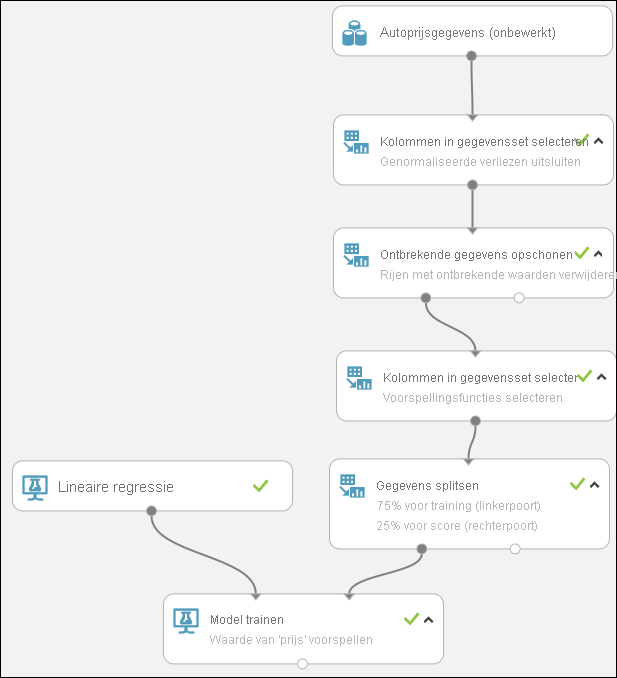 Autoprijsgegevens (onbewerkt)
Kolommen in gegevensset selecteren
Genormaliseerde verliezen uitsluiten
Ontbrekende gegevens opschonen
Rijen met ontbrekende waarden verwijdere
Kolommen in gegevensset selecter
Voorspellingsfuncties selecteren
Lineaire regressie
Gegevens splitsen
75% voor training (linkerpoort)
25% voor score (rechterpoort)
Model trainen
Waarde van 'prijs' voorspellen